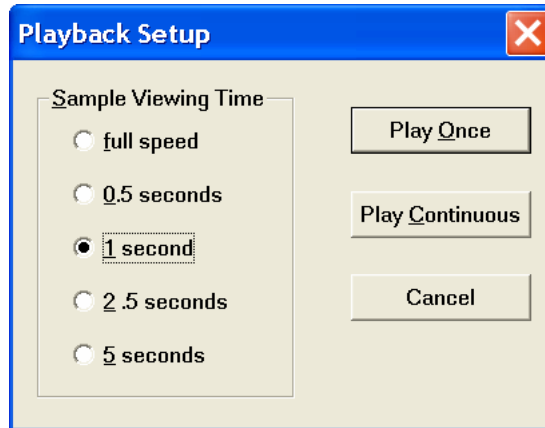 Playback Setup
Sample Viewing Time
full speed
0.5 seconds
1 second
2 .5 seconds
5 seconds
Play Once
Play Continuous
Cancel